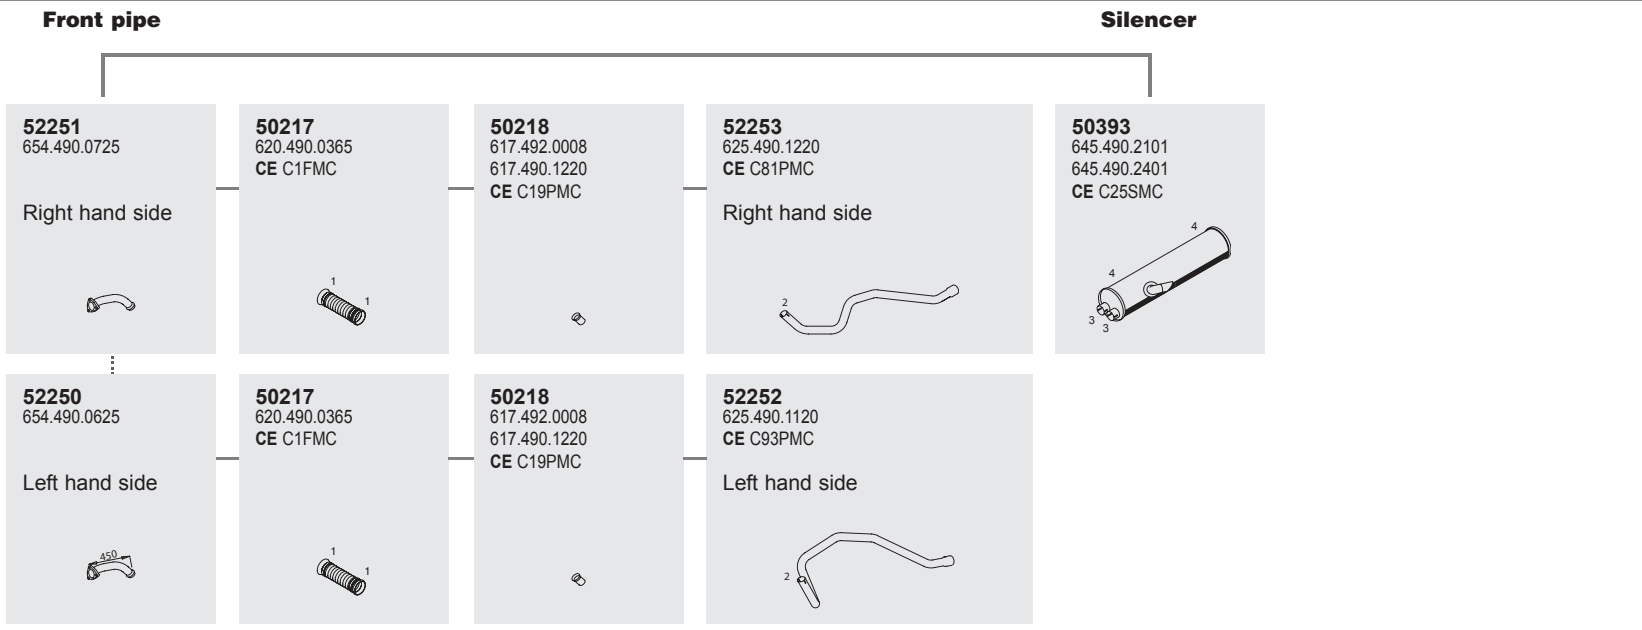 Front pipe
Silencer
52251
654.490.0725
Right hand side
50217
620.490.0365
CE C1FMC
1
1
50218
617.492.0008
617.490.1220
CE C19PMC
52253
625.490.1220
CE C81PMC
Right hand side
2
50393
645.490.2101
645.490.2401
CE C25SMC
4
4
3
3
52250
654.490.0625
Left hand side
450
50217
620.490.0365
CE C1FMC
1
1
50218
617.492.0008
617.490.1220
CE C19PMC
52252
625.490.1120
CE C93PMC
Left hand side
2